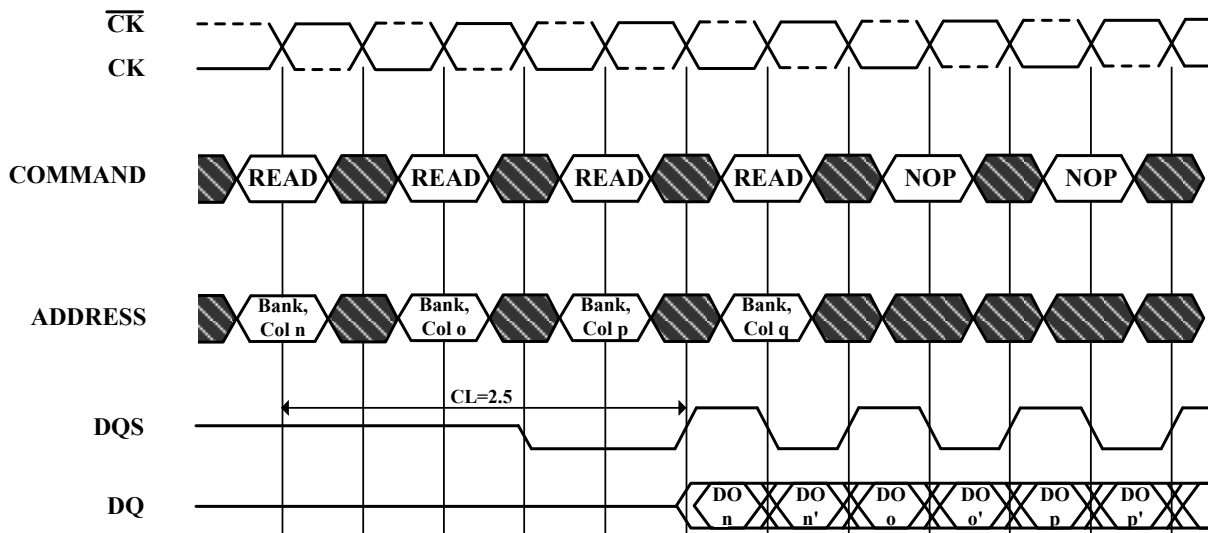 CK
CK
COMMAND READ READ READ READ NOP NOP
ADDRESS Bank, Col n Bank, Col o Bank, Col p Bank, Col q
CL=2.5
DQS
DQ DO n DO n' DO o DO o' DO p DO p'